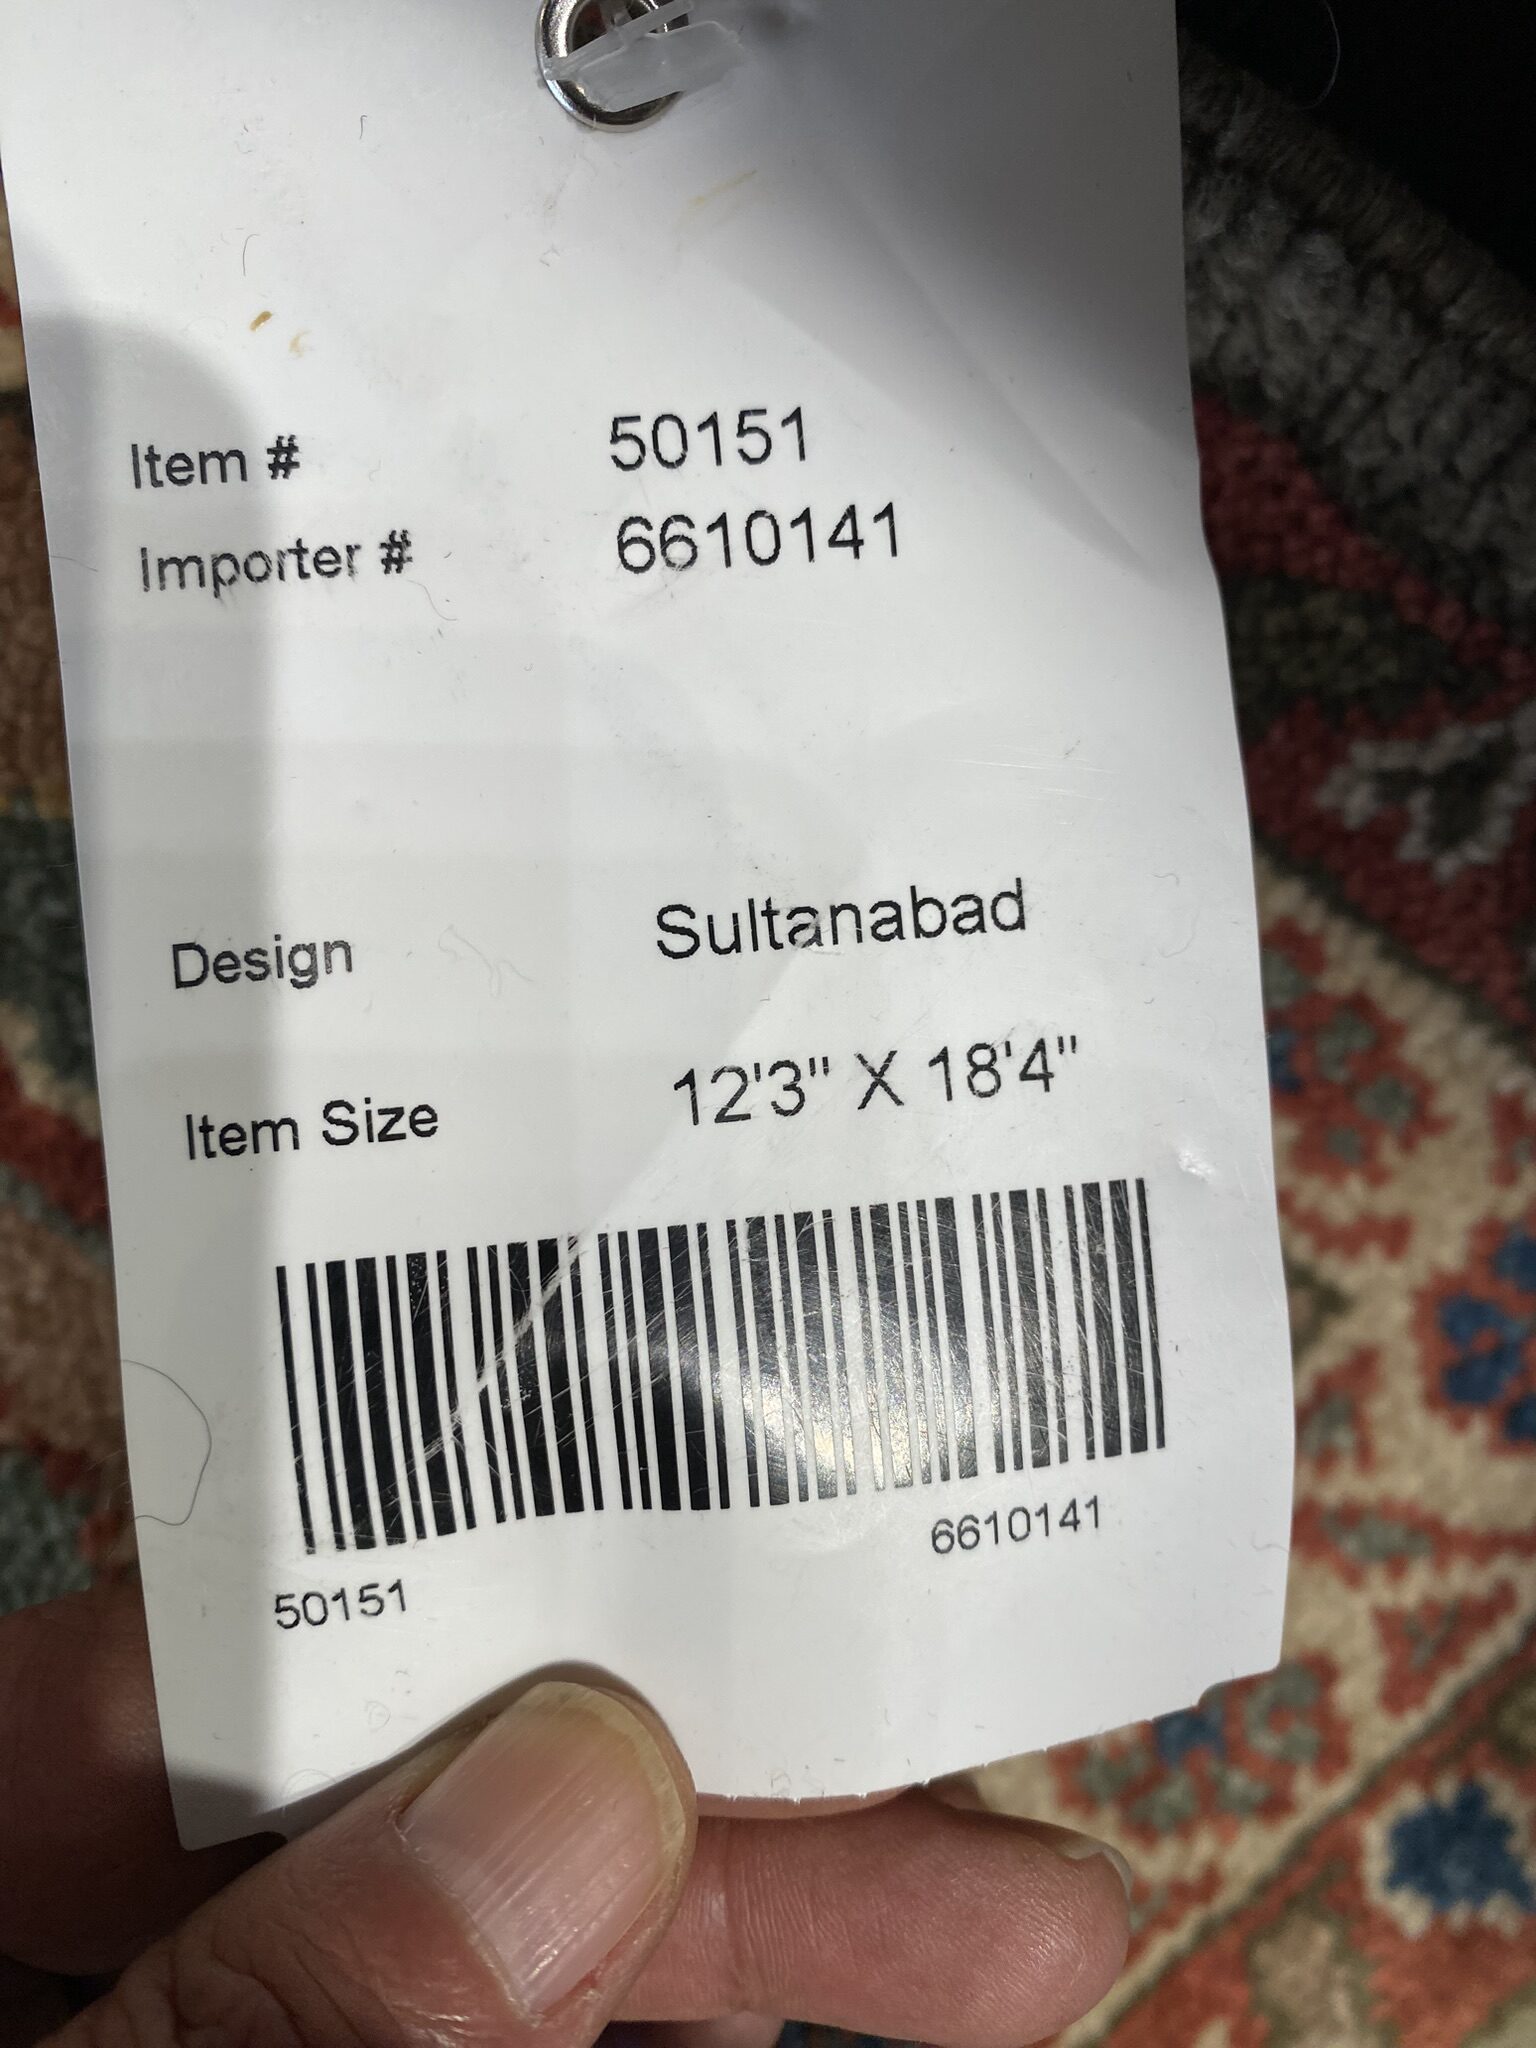 Item # 50151
Importer # 6610141
Design Sultanabad
Item Size 12'3" X 18'4"
50151 6610141